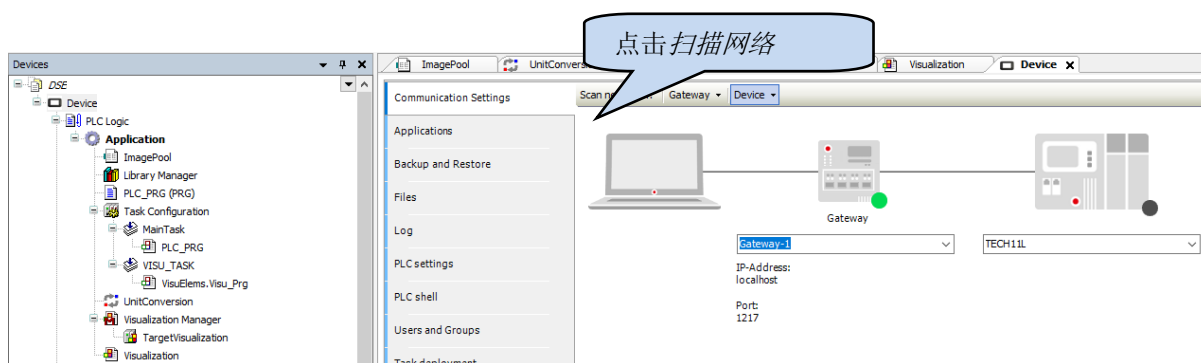 点击扫描网络
Devices
DSE
Device
PLC Logic
Application
ImagePool
Library Manager
PLC_PRG (PRG)
Task Configuration
MainTask
PLC_PRG
VISU_TASK
VisuElems.Visu_Prg
UnitConversion
Visualization Manager
TargetVisualization
Visualization
ImagePool
Visualization
Device
Communication Settings
Applications
Backup and Restore
Files
Log
PLC settings
PLC shell
Users and Groups
Task deployment
Gateway
Device
Gateway
Gateway-1
TECH11L
IP-Address:
localhost
Port:
1217